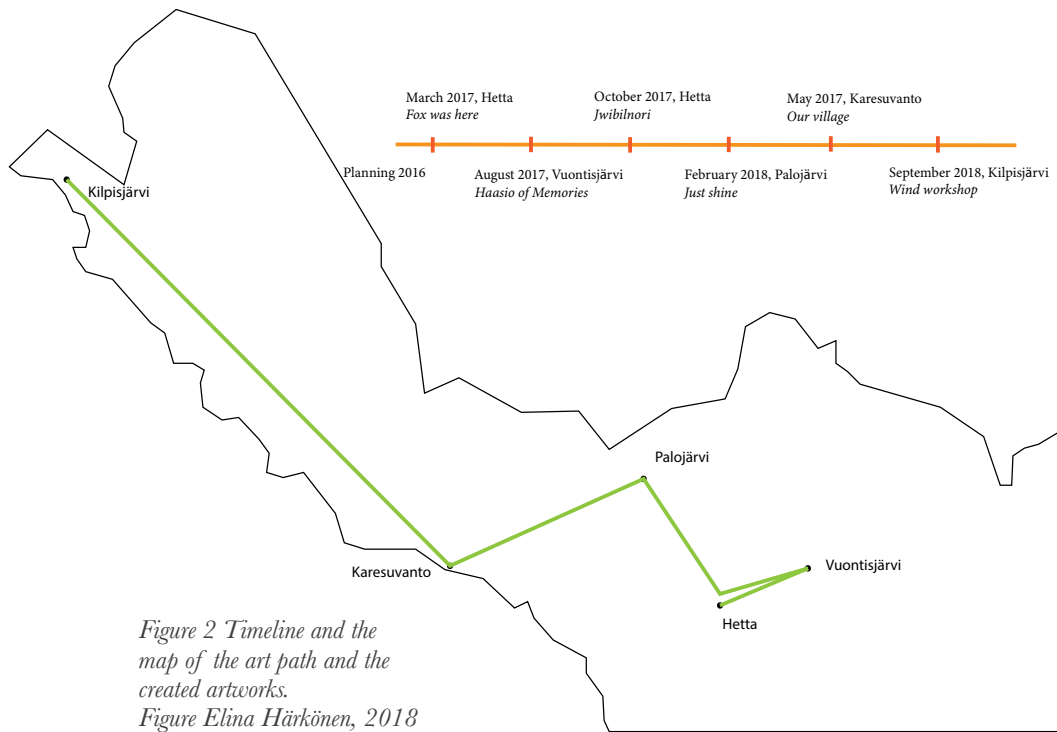 March 2017, Hetta
Fox was here
October 2017, Hetta
Jwibilnori
May 2017, Karesuvanto
Our village
Planning 2016
August 2017, Vuontisjärvi
Haasio of Memories
February 2018, Palojärvi
Just shine
September 2018, Kilpisjärvi
Wind workshop
Kilpisjärvi
Palojärvi
Karesuvanto
Vuontisjärvi
Hetta
Figure 2 Timeline and the
map of the art path and the
created artworks.
Figure Elina Härkönen, 2018